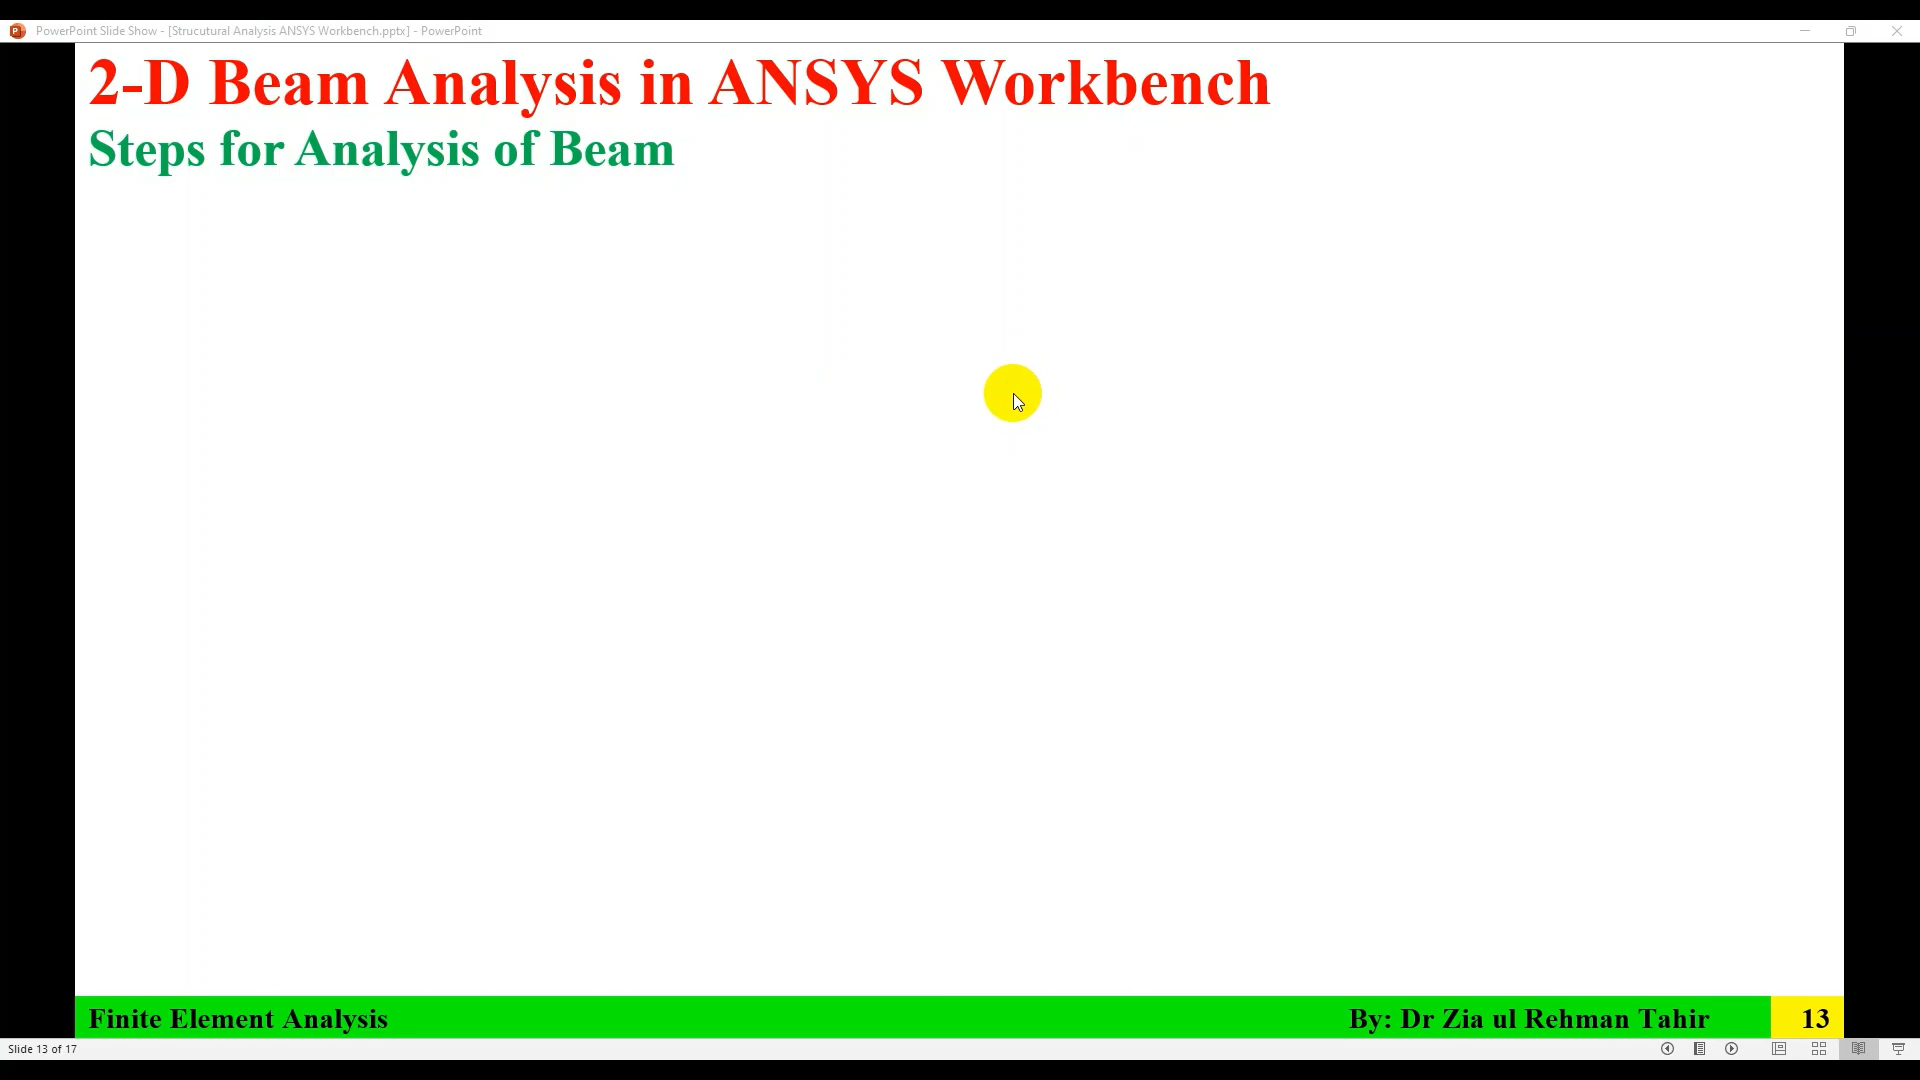 PowerPoint Slide Show - [Strucutural Analysis ANSYS Workbench.pptx] - PowerPoint
2-D Beam Analysis in ANSYS Workbench
Steps for Analysis of Beam
Finite Element Analysis
By: Dr Zia ul Rehman Tahir
13
Slide 13 of 17